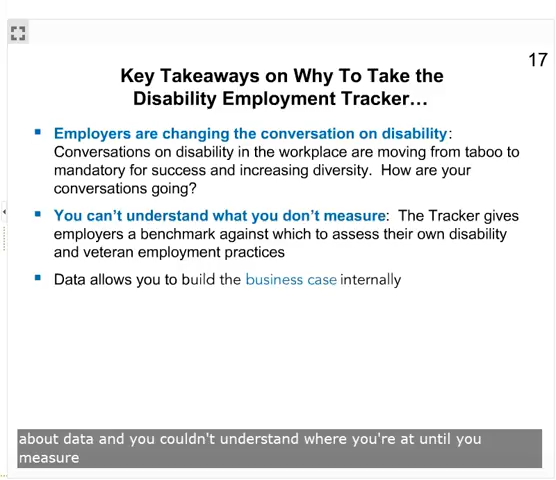 17
Key Takeaways on Why To Take the
Disability Employment Tracker…
▪ Employers are changing the conversation on disability:
Conversations on disability in the workplace are moving from taboo to
mandatory for success and increasing diversity.  How are your
conversations going?
▪ You can’t understand what you don’t measure:  The Tracker gives
employers a benchmark against which to assess their own disability
and veteran employment practices
▪ Data allows you to build the business case internally
about data and you couldn't understand where you're at until you
measure